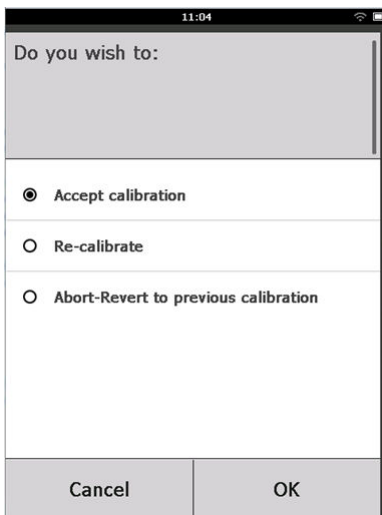 11:04
Do you wish to:
Accept calibration
Re-calibrate
Abort-Revert to previous calibration
Cancel
OK